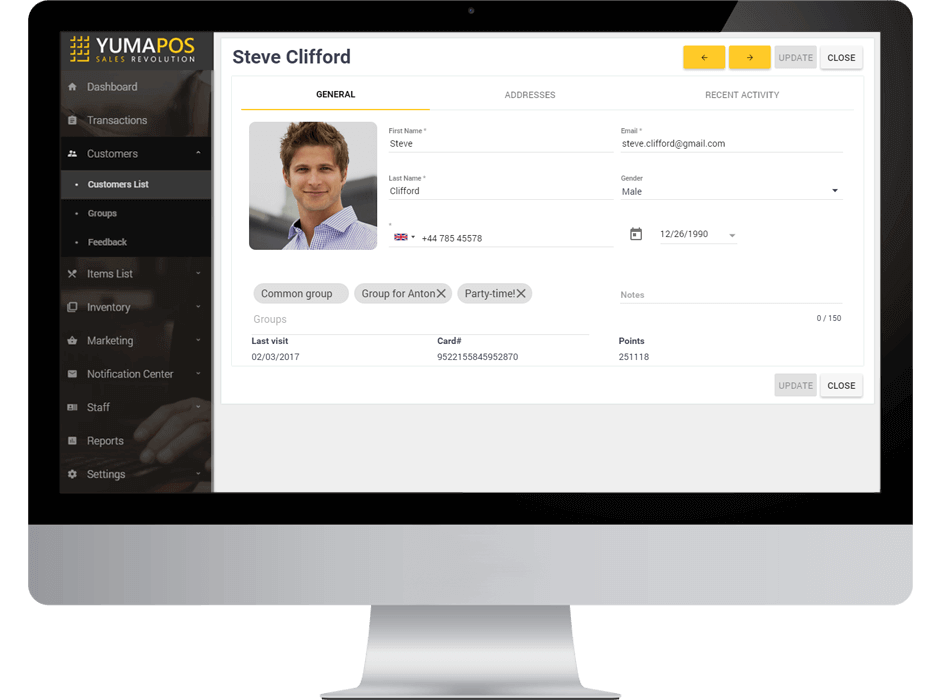 YUMAPOS
SALES REVOLUTION
Dashboard
Transactions
Customers
Customers List
Groups
Feedback
Items List
Inventory
Marketing
Notification Center
Staff
Reports
Settings
Steve Clifford
UPDATE
CLOSE
GENERAL
ADDRESSES
RECENT ACTIVITY
First Name *
Steve
Email *
steve.clifford@gmail.com
Last Name *
Clifford
Gender
Male
*
+44 785 45578
12/26/1990
Common group
Group for Anton
Party-time!
Groups
Notes
0 / 150
Last visit
Card#
Points
02/03/2017
9522155845952870
251118
UPDATE
CLOSE